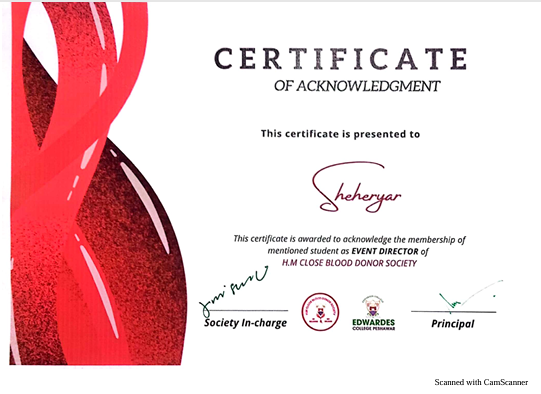 CERTIFICATE
OF ACKNOWLEDGMENT
This certificate is presented to
Sheheryar
This certificate is awarded to acknowledge the membership of
mentioned student as EVENT DIRECTOR of
H.M CLOSE BLOOD DONOR SOCIETY
Society In-charge
EDWARDES
COLLEGE PESHAWAR
Principal
Scanned with CamScanner